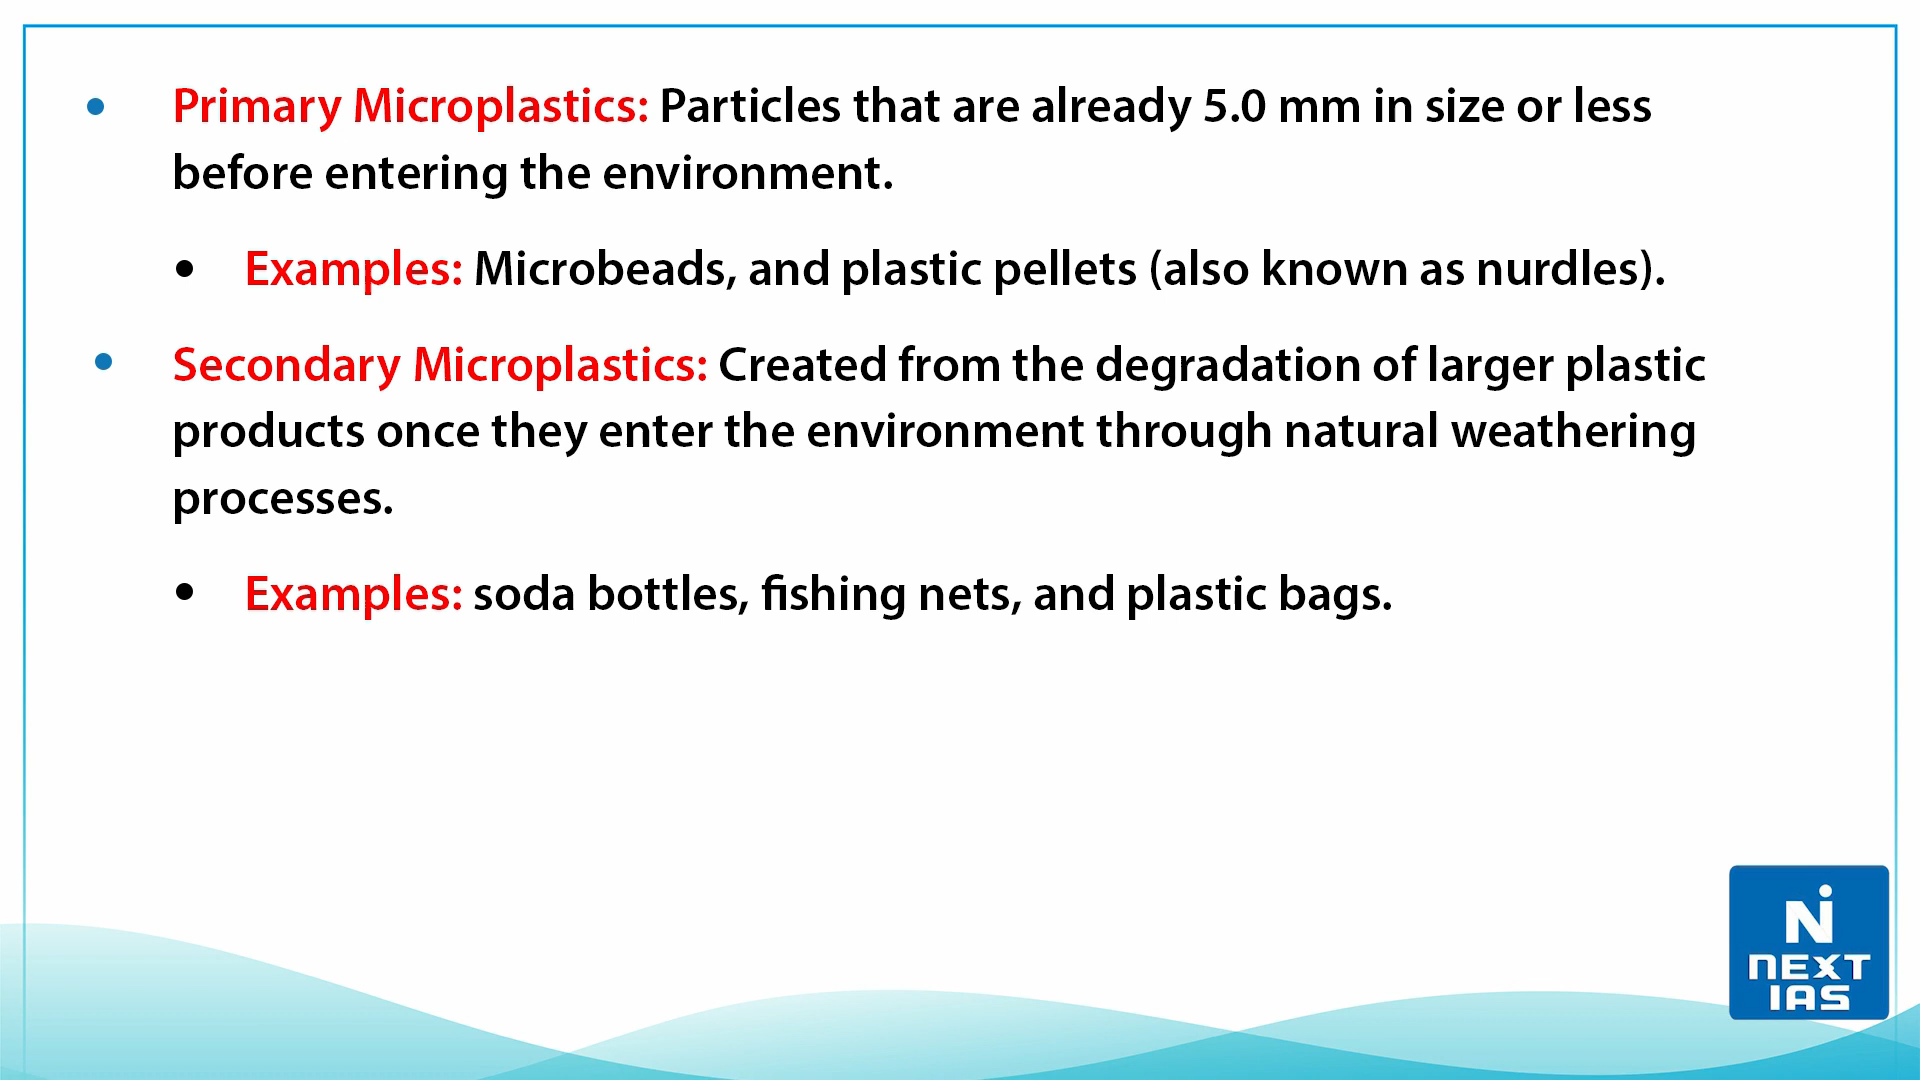 • Primary Microplastics: Particles that are already 5.0 mm in size or less
before entering the environment.
• Examples: Microbeads, and plastic pellets (also known as nurdles).
• Secondary Microplastics: Created from the degradation of larger plastic
products once they enter the environment through natural weathering
processes.
• Examples: soda bottles, fishing nets, and plastic bags.
N
NEXT
IAS